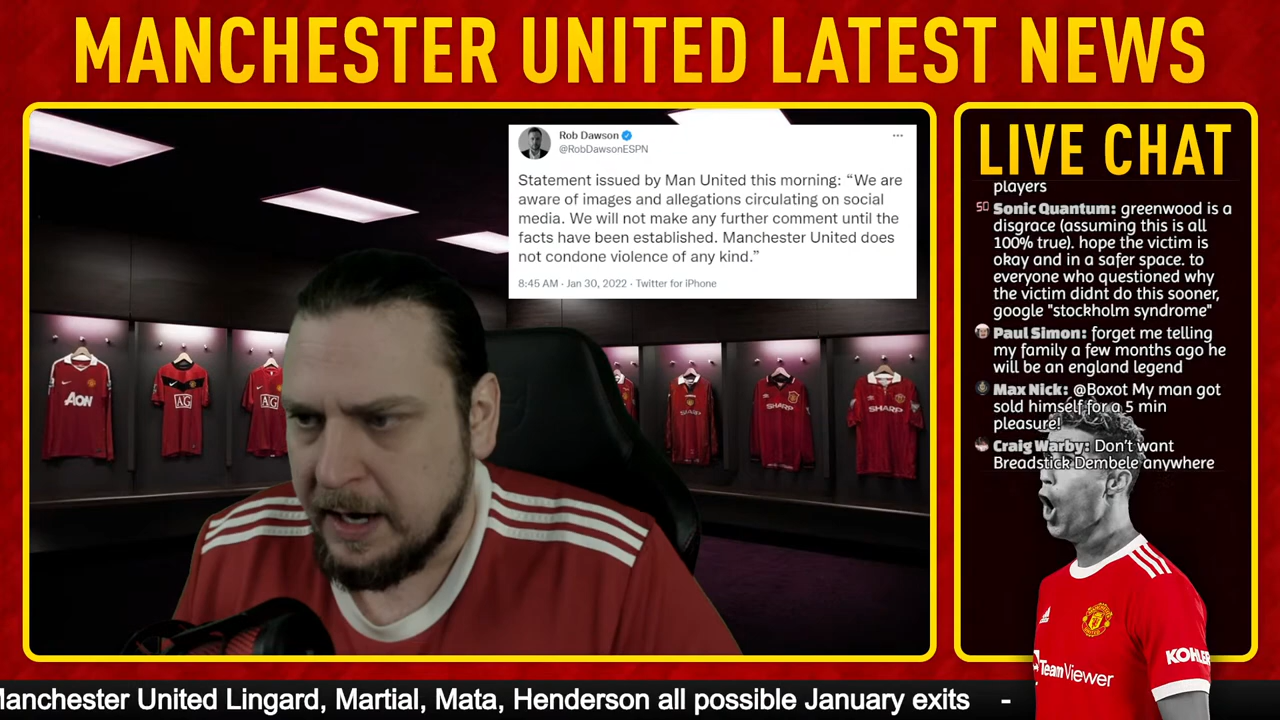 MANCHESTER UNITED LATEST NEWS
Rob Dawson
@RobDawsonESPN
Statement issued by Man United this morning: “We are
aware of images and allegations circulating on social
media. We will not make any further comment until the
facts have been established. Manchester United does
not condone violence of any kind.”
8:45 AM · Jan 30, 2022 · Twitter for iPhone
AON
AG
AG
SHARP
SHARP
LIVE CHAT
players
SQ
Sonic Quantum: greenwood is a
disgrace (assuming this is all
100% true). hope the victim is
okay and in a safer space. to
everyone who questioned why
the victim didnt do this sooner,
google "stockholm syndrome"
Paul Simon: forget me telling
my family a few months ago he
will be an england legend
Max Nick: @Boxot My man got
sold himself for a 5 min
pleasure!
Craig Warby: Don’t want
Breadstick Dembele anywhere
TeamViewer
KOHLER
Manchester United Lingard, Martial, Mata, Henderson all possible January exits -